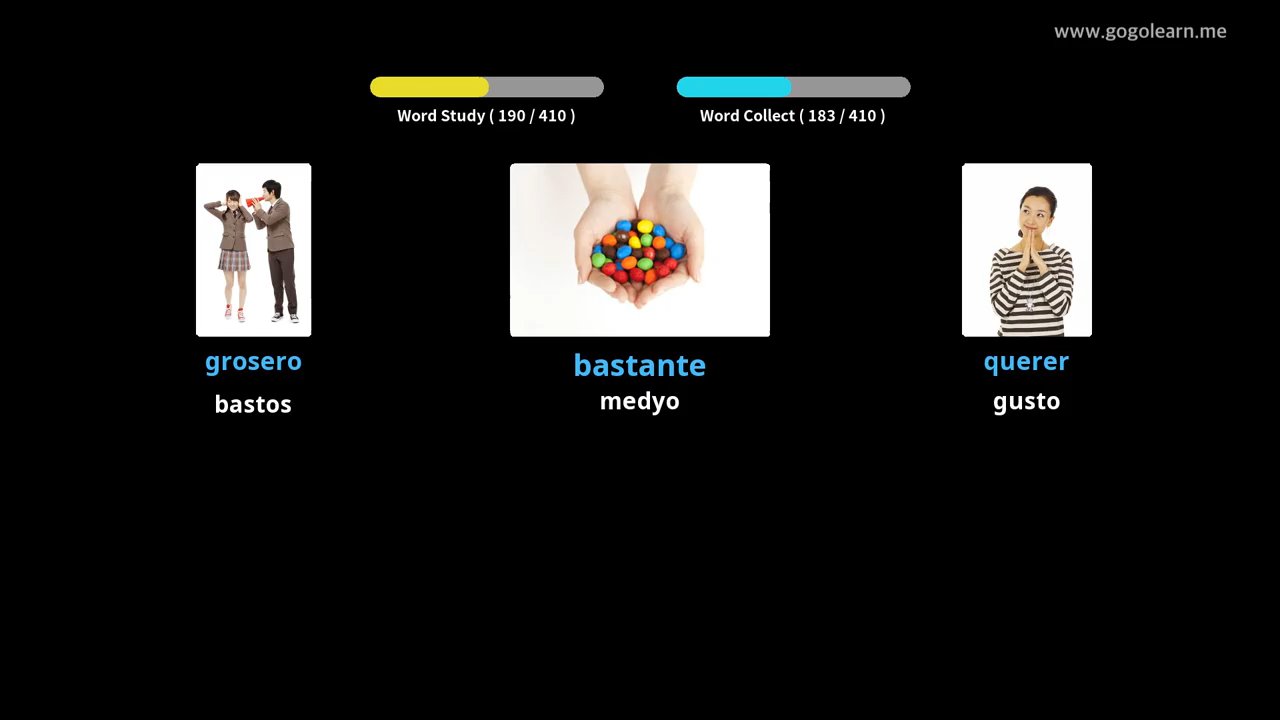 www.gogolearn.me
Word Study ( 190 / 410 )
Word Collect ( 183 / 410 )
grosero
bastos
bastante
medyo
querer
gusto